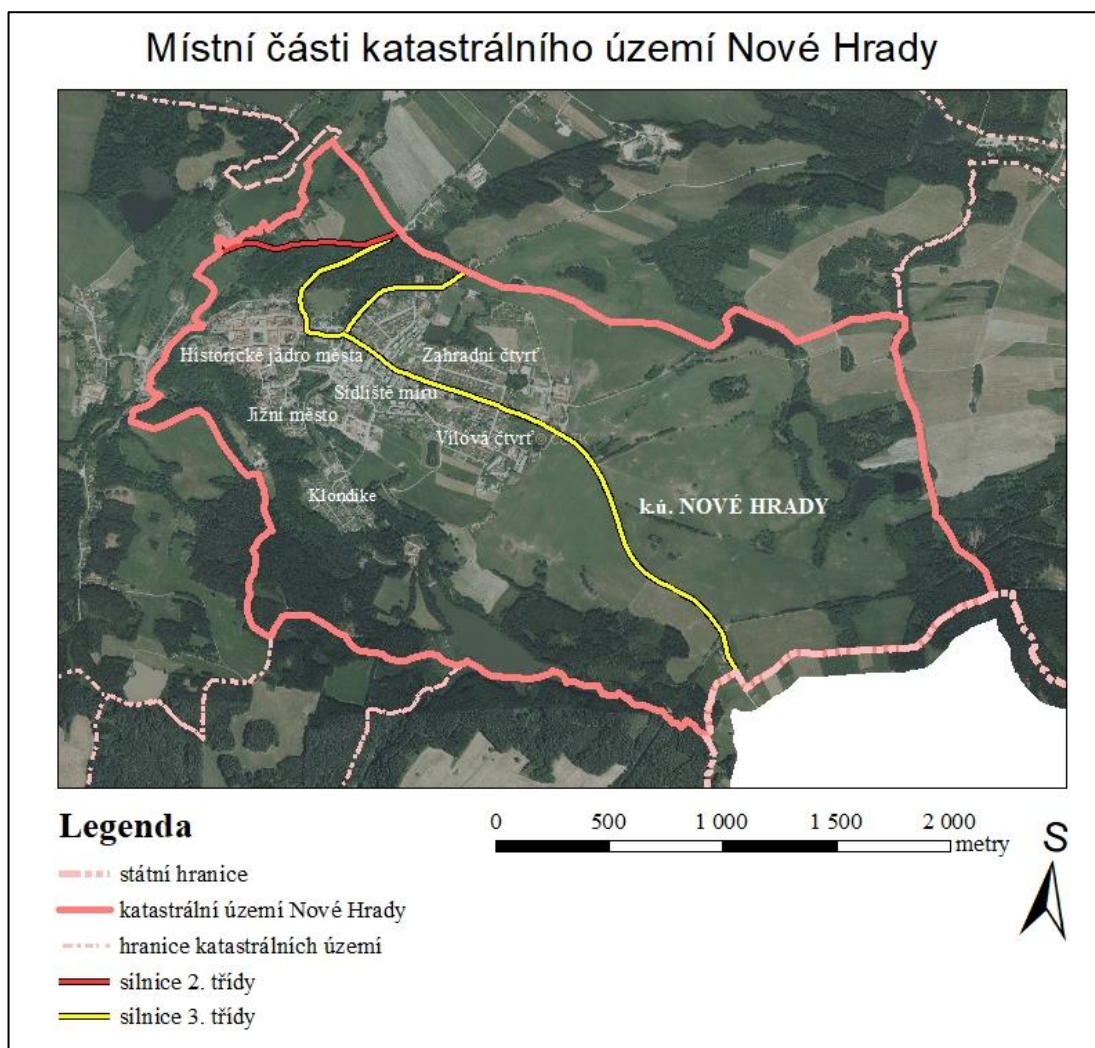 Místní části katastrálního území Nové Hrady
Historické jádro města
Zahradní čtvrť
Sídliště míru
Jižní město
Vilová čtvrť
Klondike
k.ú. NOVÉ HRADY
Legenda
státní hranice
katastrální území Nové Hrady
hranice katastrálních území
silnice 2. třídy
silnice 3. třídy
0 500 1 000 1 500 2 000
metry
S